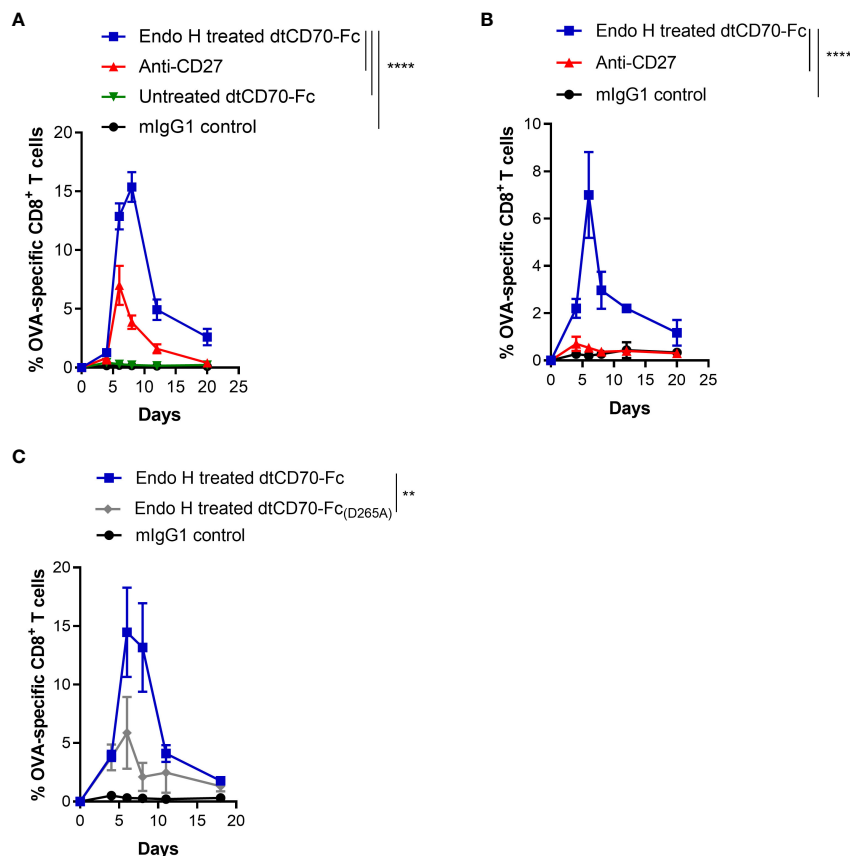 A
Endo H treated dtCD70-Fc
Anti-CD27
Untreated dtCD70-Fc
mIgG1 control
****
% OVA-specific CD8+ T cells
20
15
10
5
0
0 5 10 15 20 25
Days
B
Endo H treated dtCD70-Fc
Anti-CD27
mIgG1 control
****
% OVA-specific CD8+ T cells
10
8
6
4
2
0
0 5 10 15 20 25
Days
C
Endo H treated dtCD70-Fc
Endo H treated dtCD70-Fc(D265A)
mIgG1 control
**
% OVA-specific CD8+ T cells
20
15
10
5
0
0 5 10 15 20
Days